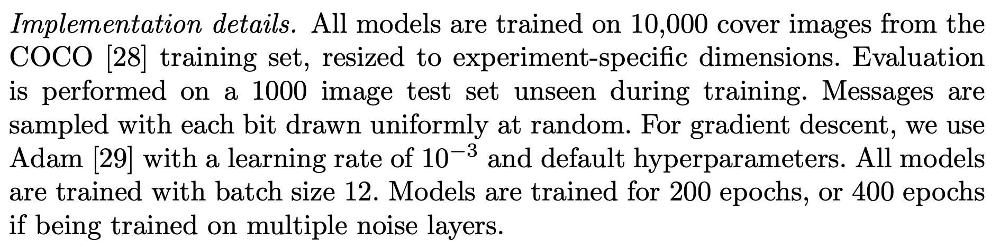 Implementation details. All models are trained on 10,000 cover images from the
COCO [28] training set, resized to experiment-specific dimensions. Evaluation
is performed on a 1000 image test set unseen during training. Messages are
sampled with each bit drawn uniformly at random. For gradient descent, we use
Adam [29] with a learning rate of 10⁻³ and default hyperparameters. All models
are trained with batch size 12. Models are trained for 200 epochs, or 400 epochs
if being trained on multiple noise layers.